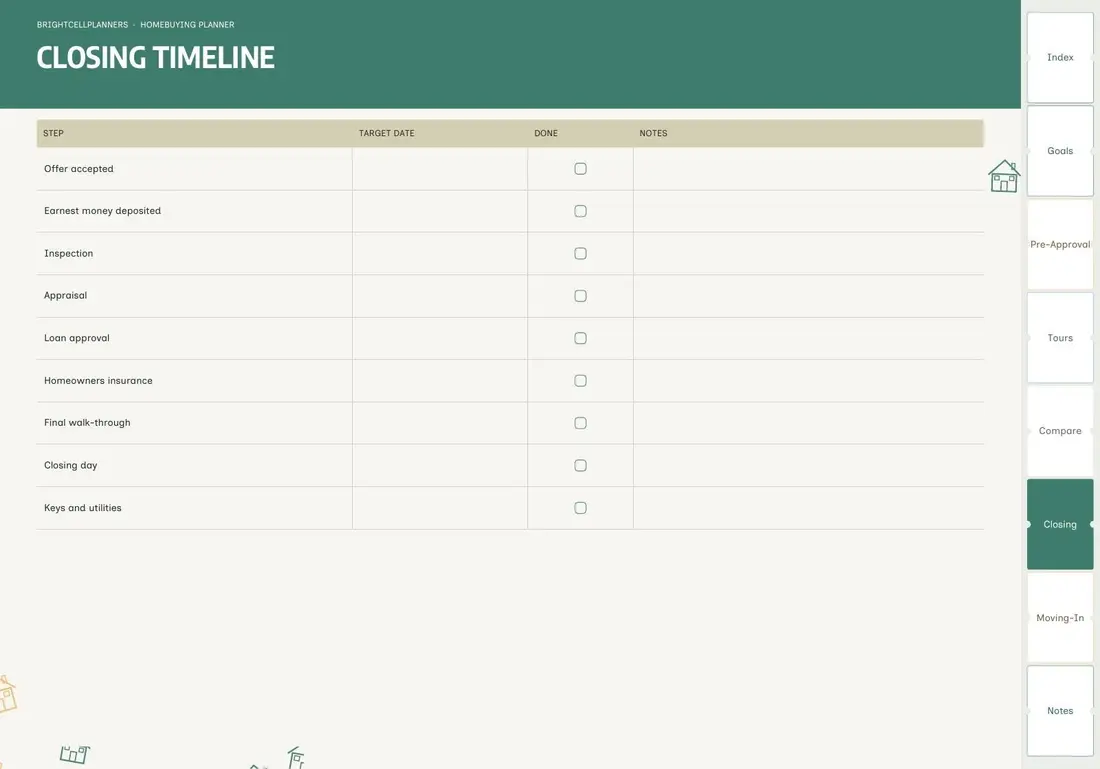 BRIGHTCELLPLANNERS · HOMEBUYING PLANNER
CLOSING TIMELINE
STEP TARGET DATE DONE NOTES
Offer accepted
Earnest money deposited
Inspection
Appraisal
Loan approval
Homeowners insurance
Final walk-through
Closing day
Keys and utilities
Index
Goals
Pre-Approval
Tours
Compare
Closing
Moving-In
Notes